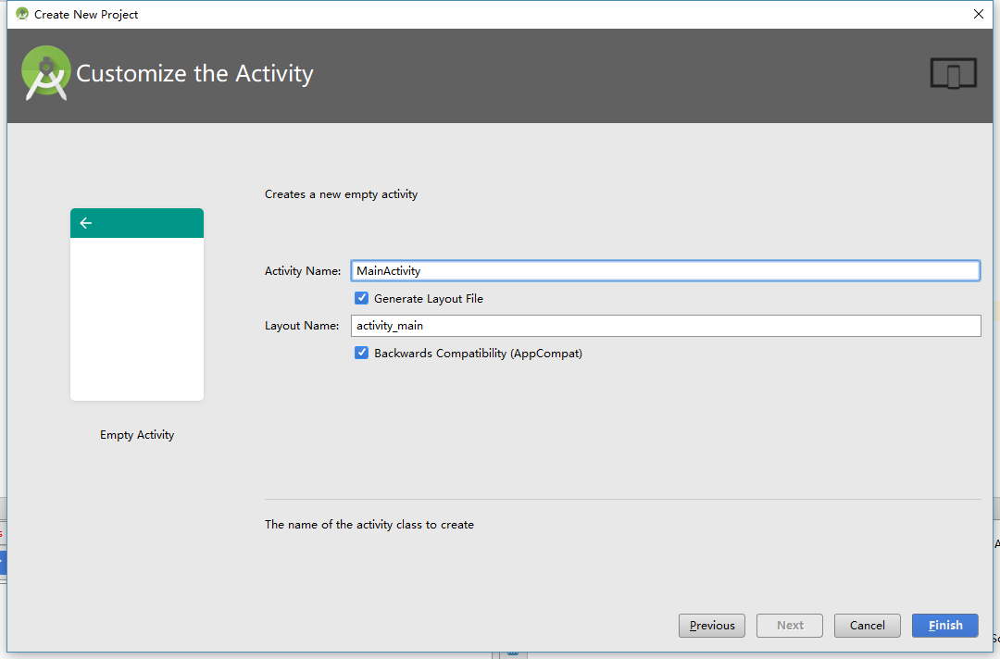 Create New Project
Customize the Activity
Creates a new empty activity
Activity Name: MainActivity
Generate Layout File
Layout Name: activity_main
Backwards Compatibility (AppCompat)
Empty Activity
The name of the activity class to create
Previous Next Cancel Finish